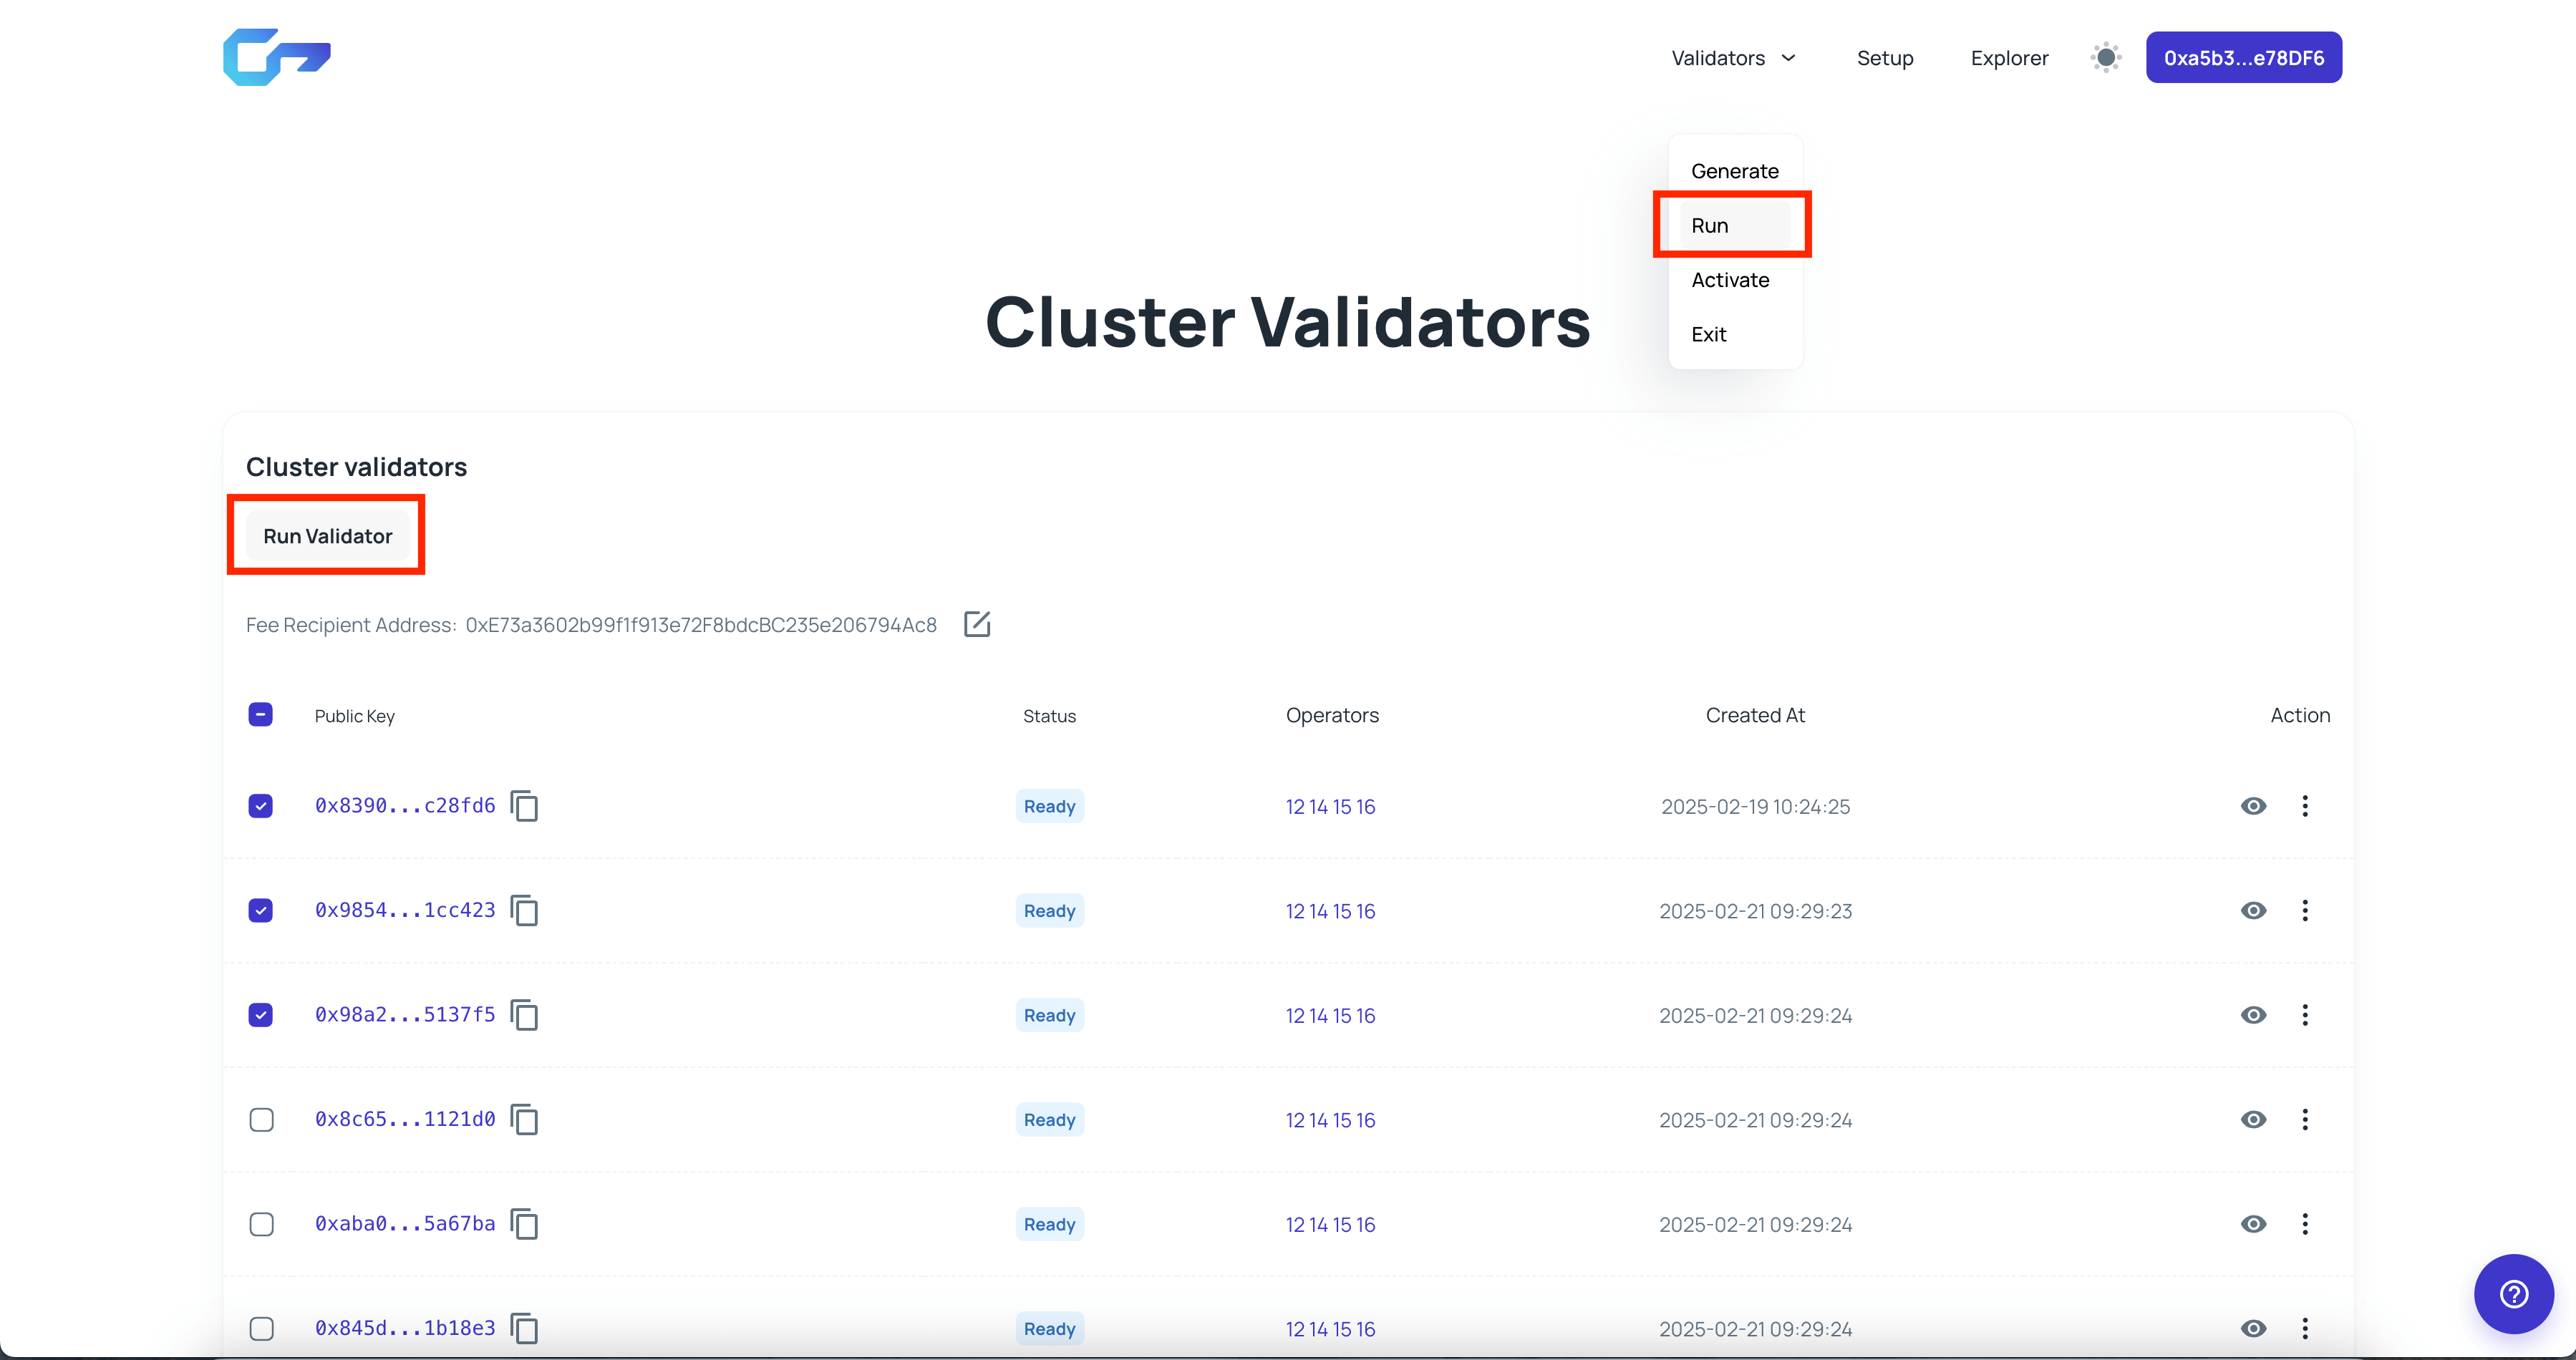 Validators
Setup
Explorer
0xa5b3...e78DF6
Generate
Run
Activate
Exit
Cluster Validators
Cluster validators
Run Validator
Fee Recipient Address: 0xE73a3602b99f1f913e72F8bdcBC235e206794Ac8
Public Key Status Operators Created At Action
0x8390...c28fd6 Ready 12 14 15 16 2025-02-19 10:24:25
0x9854...1cc423 Ready 12 14 15 16 2025-02-21 09:29:23
0x98a2...5137f5 Ready 12 14 15 16 2025-02-21 09:29:24
0x8c65...1121d0 Ready 12 14 15 16 2025-02-21 09:29:24
0xaba0...5a67ba Ready 12 14 15 16 2025-02-21 09:29:24
0x845d...1b18e3 Ready 12 14 15 16 2025-02-21 09:29:24